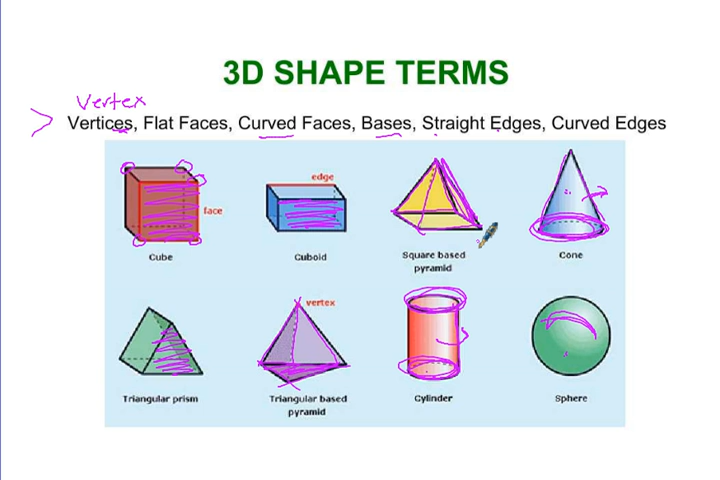 3D SHAPE TERMS
Vertex
Vertices, Flat Faces, Curved Faces, Bases, Straight Edges, Curved Edges
edge
face
Cube
Cuboid
Square based
pyramid
Cone
vertex
Triangular prism
Triangular based
pyramid
Cylinder
Sphere